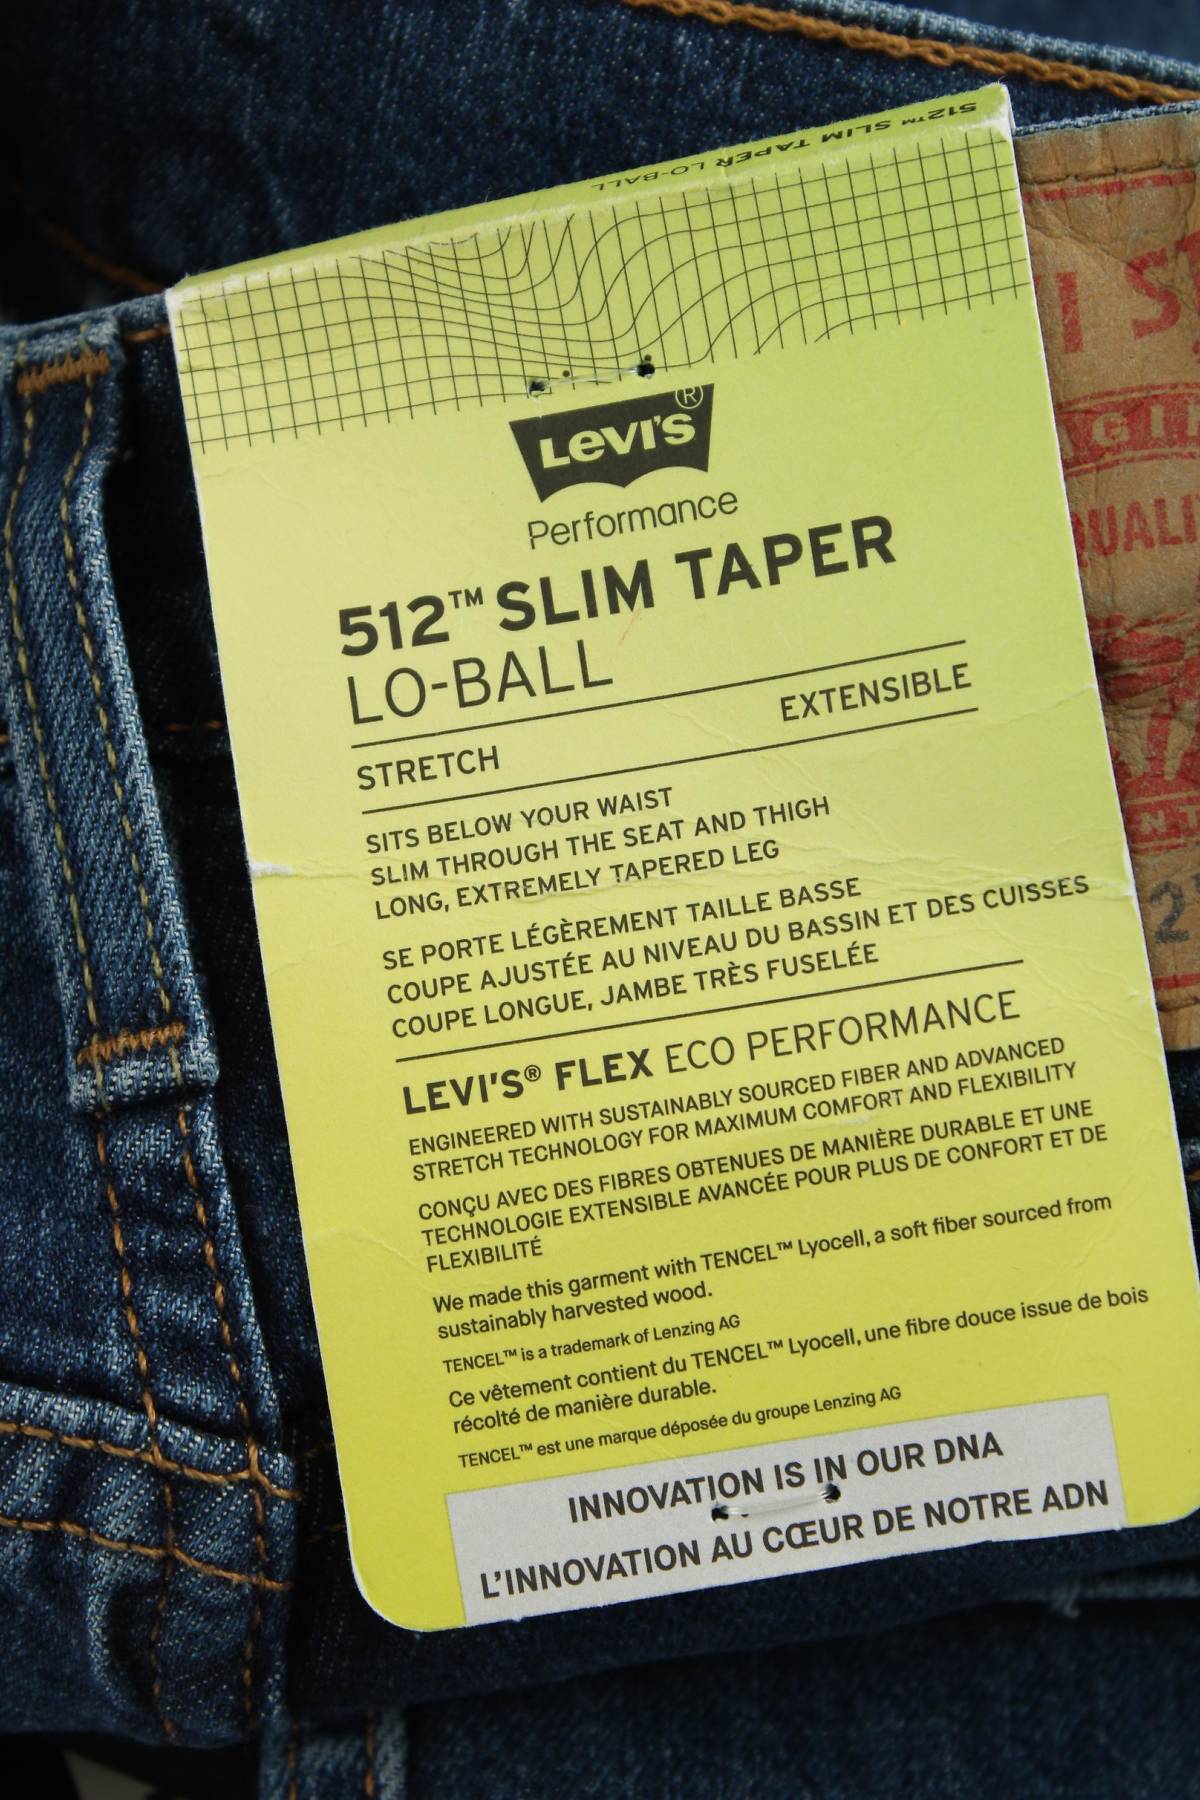 512™ SLIM TAPER LO-BALL
LEVI'S®
Performance
512™ SLIM TAPER
LO-BALL
STRETCH EXTENSIBLE
SITS BELOW YOUR WAIST
SLIM THROUGH THE SEAT AND THIGH
LONG, EXTREMELY TAPERED LEG
SE PORTE LÉGÈREMENT TAILLE BASSE
COUPE AJUSTÉE AU NIVEAU DU BASSIN ET DES CUISSES
COUPE LONGUE, JAMBE TRÈS FUSELÉE
LEVI'S® FLEX ECO PERFORMANCE
ENGINEERED WITH SUSTAINABLY SOURCED FIBER AND ADVANCED
STRETCH TECHNOLOGY FOR MAXIMUM COMFORT AND FLEXIBILITY
CONÇU AVEC DES FIBRES OBTENUES DE MANIÈRE DURABLE ET UNE
TECHNOLOGIE EXTENSIBLE AVANCÉE POUR PLUS DE CONFORT ET DE
FLEXIBILITÉ
We made this garment with TENCEL™ Lyocell, a soft fiber sourced from
sustainably harvested wood.
TENCEL™ is a trademark of Lenzing AG
Ce vêtement contient du TENCEL™ Lyocell, une fibre douce issue de bois
récolté de manière durable.
TENCEL™ est une marque déposée du groupe Lenzing AG
INNOVATION IS IN OUR DNA
L'INNOVATION AU CŒUR DE NOTRE ADN